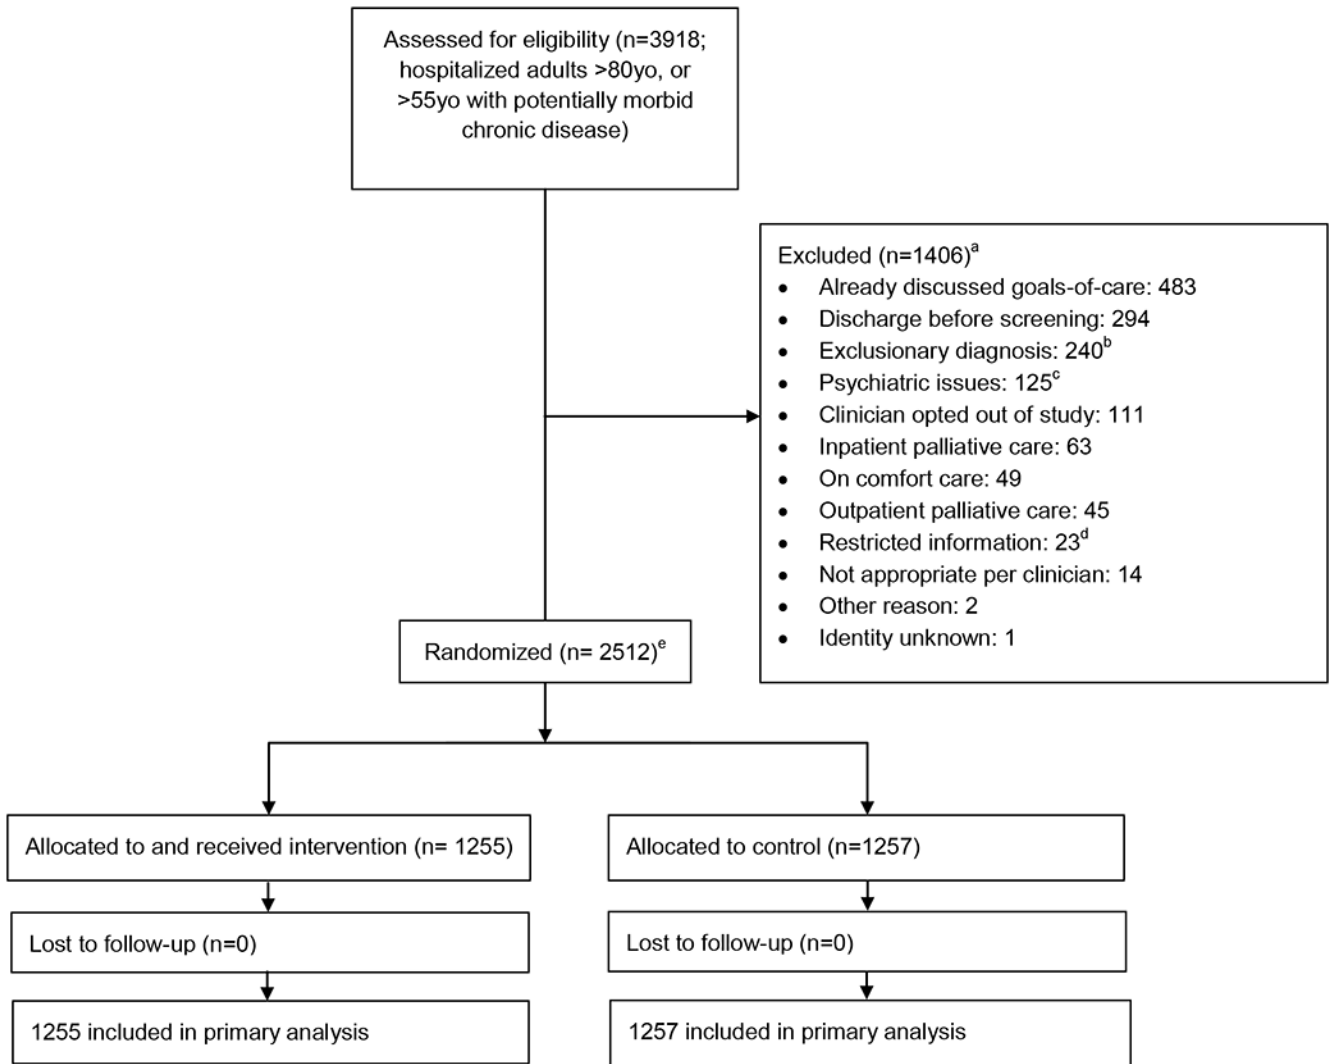 Assessed for eligibility (n=3918;
hospitalized adults >80yo, or
>55yo with potentially morbid
chronic disease)
Excluded (n=1406)ᵃ
• Already discussed goals-of-care: 483
• Discharge before screening: 294
• Exclusionary diagnosis: 240ᵇ
• Psychiatric issues: 125ᶜ
• Clinician opted out of study: 111
• Inpatient palliative care: 63
• On comfort care: 49
• Outpatient palliative care: 45
• Restricted information: 23ᵈ
• Not appropriate per clinician: 14
• Other reason: 2
• Identity unknown: 1
Randomized (n= 2512)ᵉ
Allocated to and received intervention (n= 1255)
Allocated to control (n=1257)
Lost to follow-up (n=0)
Lost to follow-up (n=0)
1255 included in primary analysis
1257 included in primary analysis